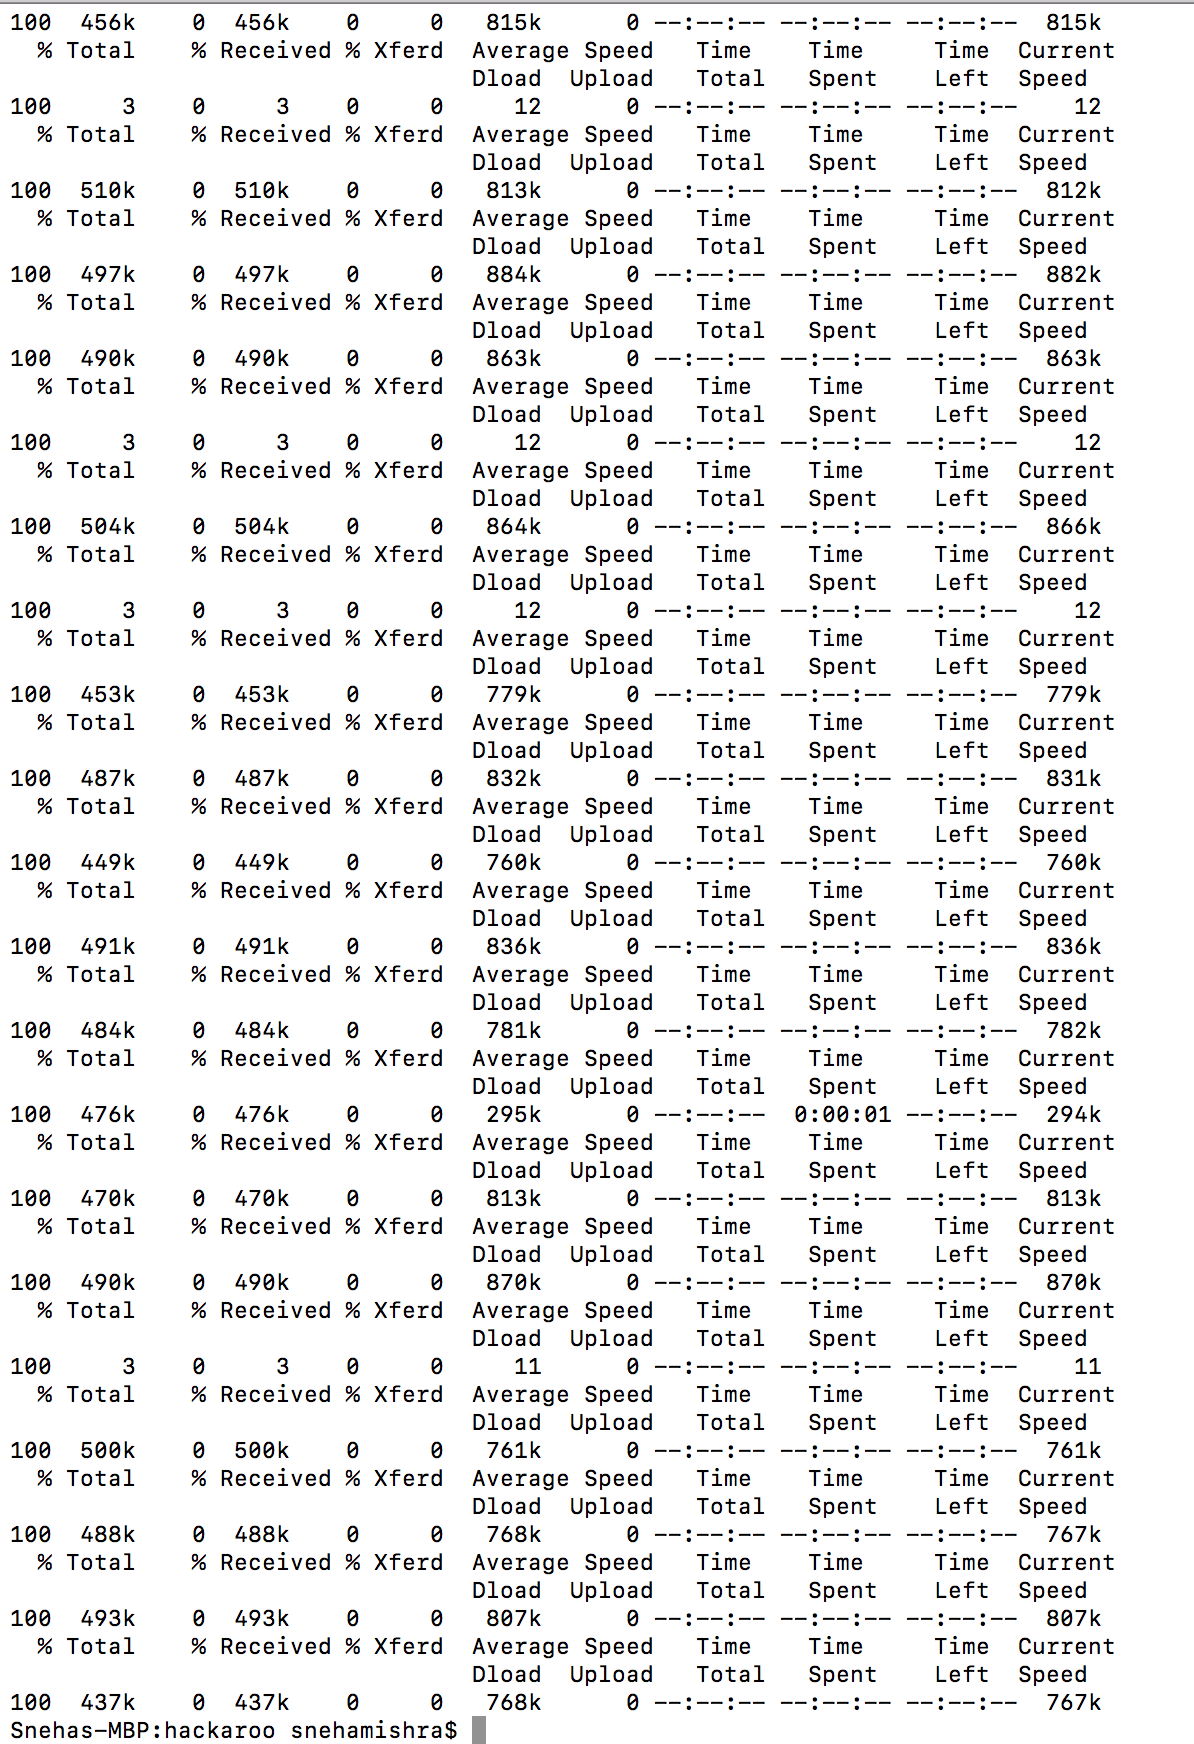 100  456k    0  456k    0     0   815k      0 --:--:-- --:--:-- --:--:--  815k
  % Total    % Received % Xferd  Average Speed   Time    Time     Time  Current
                                 Dload  Upload   Total   Spent    Left  Speed
100     3    0     3    0     0     12      0 --:--:-- --:--:-- --:--:--    12
  % Total    % Received % Xferd  Average Speed   Time    Time     Time  Current
                                 Dload  Upload   Total   Spent    Left  Speed
100  510k    0  510k    0     0   813k      0 --:--:-- --:--:-- --:--:--  812k
  % Total    % Received % Xferd  Average Speed   Time    Time     Time  Current
                                 Dload  Upload   Total   Spent    Left  Speed
100  497k    0  497k    0     0   884k      0 --:--:-- --:--:-- --:--:--  882k
  % Total    % Received % Xferd  Average Speed   Time    Time     Time  Current
                                 Dload  Upload   Total   Spent    Left  Speed
100  490k    0  490k    0     0   863k      0 --:--:-- --:--:-- --:--:--  863k
  % Total    % Received % Xferd  Average Speed   Time    Time     Time  Current
                                 Dload  Upload   Total   Spent    Left  Speed
100     3    0     3    0     0     12      0 --:--:-- --:--:-- --:--:--    12
  % Total    % Received % Xferd  Average Speed   Time    Time     Time  Current
                                 Dload  Upload   Total   Spent    Left  Speed
100  504k    0  504k    0     0   864k      0 --:--:-- --:--:-- --:--:--  866k
  % Total    % Received % Xferd  Average Speed   Time    Time     Time  Current
                                 Dload  Upload   Total   Spent    Left  Speed
100     3    0     3    0     0     12      0 --:--:-- --:--:-- --:--:--    12
  % Total    % Received % Xferd  Average Speed   Time    Time     Time  Current
                                 Dload  Upload   Total   Spent    Left  Speed
100  453k    0  453k    0     0   779k      0 --:--:-- --:--:-- --:--:--  779k
  % Total    % Received % Xferd  Average Speed   Time    Time     Time  Current
                                 Dload  Upload   Total   Spent    Left  Speed
100  487k    0  487k    0     0   832k      0 --:--:-- --:--:-- --:--:--  831k
  % Total    % Received % Xferd  Average Speed   Time    Time     Time  Current
                                 Dload  Upload   Total   Spent    Left  Speed
100  449k    0  449k    0     0   760k      0 --:--:-- --:--:-- --:--:--  760k
  % Total    % Received % Xferd  Average Speed   Time    Time     Time  Current
                                 Dload  Upload   Total   Spent    Left  Speed
100  491k    0  491k    0     0   836k      0 --:--:-- --:--:-- --:--:--  836k
  % Total    % Received % Xferd  Average Speed   Time    Time     Time  Current
                                 Dload  Upload   Total   Spent    Left  Speed
100  484k    0  484k    0     0   781k      0 --:--:-- --:--:-- --:--:--  782k
  % Total    % Received % Xferd  Average Speed   Time    Time     Time  Current
                                 Dload  Upload   Total   Spent    Left  Speed
100  476k    0  476k    0     0   295k      0 --:--:--  0:00:01 --:--:--  294k
  % Total    % Received % Xferd  Average Speed   Time    Time     Time  Current
                                 Dload  Upload   Total   Spent    Left  Speed
100  470k    0  470k    0     0   813k      0 --:--:-- --:--:-- --:--:--  813k
  % Total    % Received % Xferd  Average Speed   Time    Time     Time  Current
                                 Dload  Upload   Total   Spent    Left  Speed
100  490k    0  490k    0     0   870k      0 --:--:-- --:--:-- --:--:--  870k
  % Total    % Received % Xferd  Average Speed   Time    Time     Time  Current
                                 Dload  Upload   Total   Spent    Left  Speed
100     3    0     3    0     0     11      0 --:--:-- --:--:-- --:--:--    11
  % Total    % Received % Xferd  Average Speed   Time    Time     Time  Current
                                 Dload  Upload   Total   Spent    Left  Speed
100  500k    0  500k    0     0   761k      0 --:--:-- --:--:-- --:--:--  761k
  % Total    % Received % Xferd  Average Speed   Time    Time     Time  Current
                                 Dload  Upload   Total   Spent    Left  Speed
100  488k    0  488k    0     0   768k      0 --:--:-- --:--:-- --:--:--  767k
  % Total    % Received % Xferd  Average Speed   Time    Time     Time  Current
                                 Dload  Upload   Total   Spent    Left  Speed
100  493k    0  493k    0     0   807k      0 --:--:-- --:--:-- --:--:--  807k
  % Total    % Received % Xferd  Average Speed   Time    Time     Time  Current
                                 Dload  Upload   Total   Spent    Left  Speed
100  437k    0  437k    0     0   768k      0 --:--:-- --:--:-- --:--:--  767k
Snehas-MBP:hackaroo snehamishra$